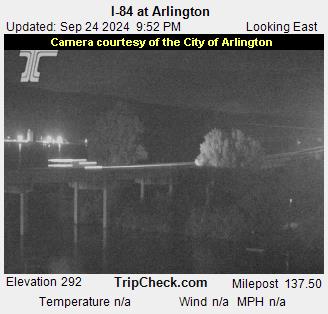 I-84 at Arlington
Updated: Sep 24 2024 9:52 PM Looking East
Camera courtesy of the City of Arlington
Elevation 292 TripCheck.com Milepost 137.50
Temperature n/a Wind n/a MPH n/a